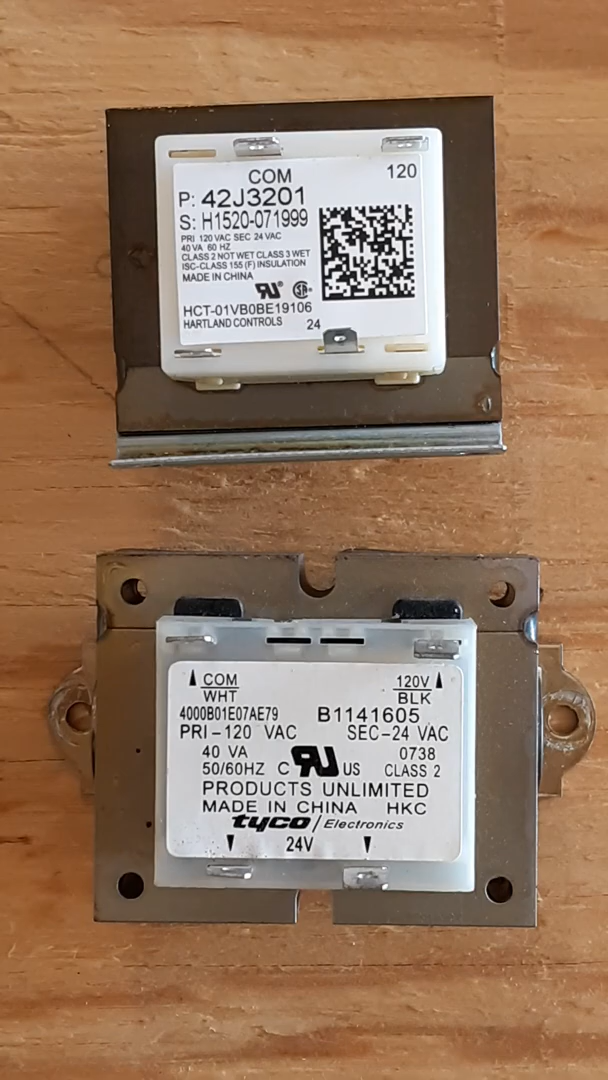 COM 120
P: 42J3201
S: H1520-071999
PRI 120 VAC SEC 24 VAC
40 VA 60 HZ
CLASS 2 NOT WET CLASS 3 WET
ISC-CLASS 155 (F) INSULATION
MADE IN CHINA
HCT-01VB0BE19106
HARTLAND CONTROLS 24
COM 120V
WHT BLK
4000B01E07AE79 B1141605
PRI-120 VAC SEC-24 VAC
40 VA 0738
50/60HZ C US CLASS 2
PRODUCTS UNLIMITED
MADE IN CHINA HKC
tyco / Electronics
24V